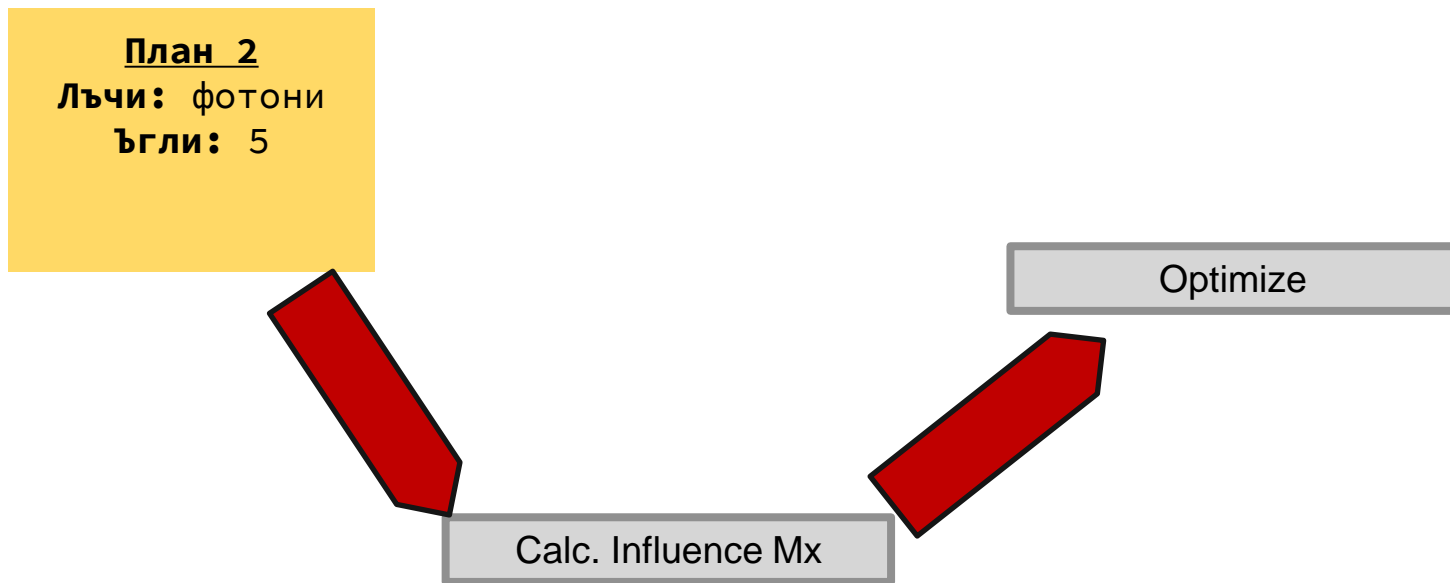 План 2
Лъчи: фотони
Ъгли: 5
Optimize
Calc. Influence Mx